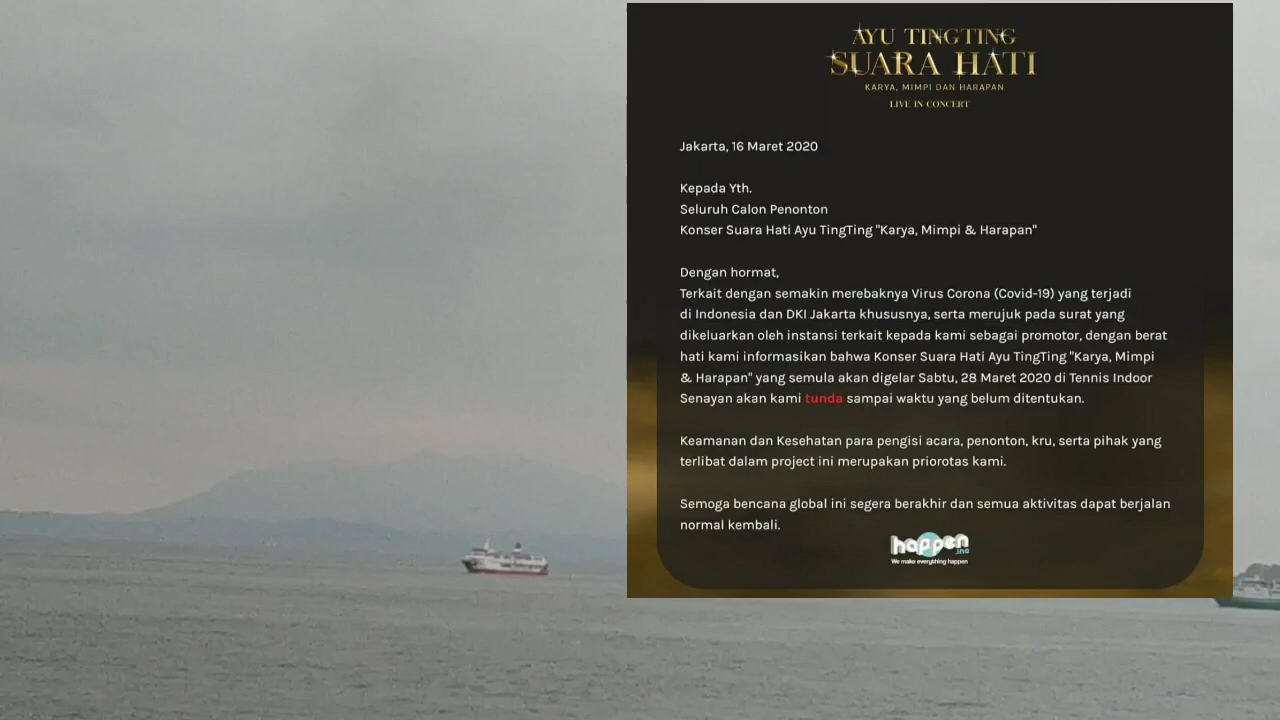 AYU TINGTING
SUARA HATI
KARYA, MIMPI DAN HARAPAN
LIVE IN CONCERT
Jakarta, 16 Maret 2020
Kepada Yth.
Seluruh Calon Penonton
Konser Suara Hati Ayu TingTing "Karya, Mimpi & Harapan"
Dengan hormat,
Terkait dengan semakin merebaknya Virus Corona (Covid-19) yang terjadi
di Indonesia dan DKI Jakarta khususnya, serta merujuk pada surat yang
dikeluarkan oleh instansi terkait kepada kami sebagai promotor, dengan berat
hati kami informasikan bahwa Konser Suara Hati Ayu TingTing "Karya, Mimpi
& Harapan" yang semula akan digelar Sabtu, 28 Maret 2020 di Tennis Indoor
Senayan akan kami tunda sampai waktu yang belum ditentukan.
Keamanan dan Kesehatan para pengisi acara, penonton, kru, serta pihak yang
terlibat dalam project ini merupakan priorotas kami.
Semoga bencana global ini segera berakhir dan semua aktivitas dapat berjalan
normal kembali.
happen.ina
We make everything happen